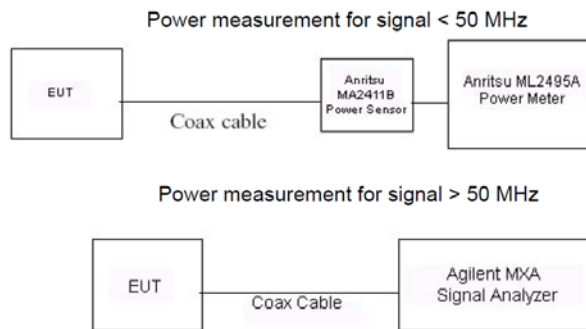 Power measurement for signal < 50 MHz
EUT
Coax cable
Anritsu
MA2411B
Power Sensor
Anritsu ML2495A
Power Meter
Power measurement for signal > 50 MHz
EUT
Coax Cable
Agilent MXA
Signal Analyzer